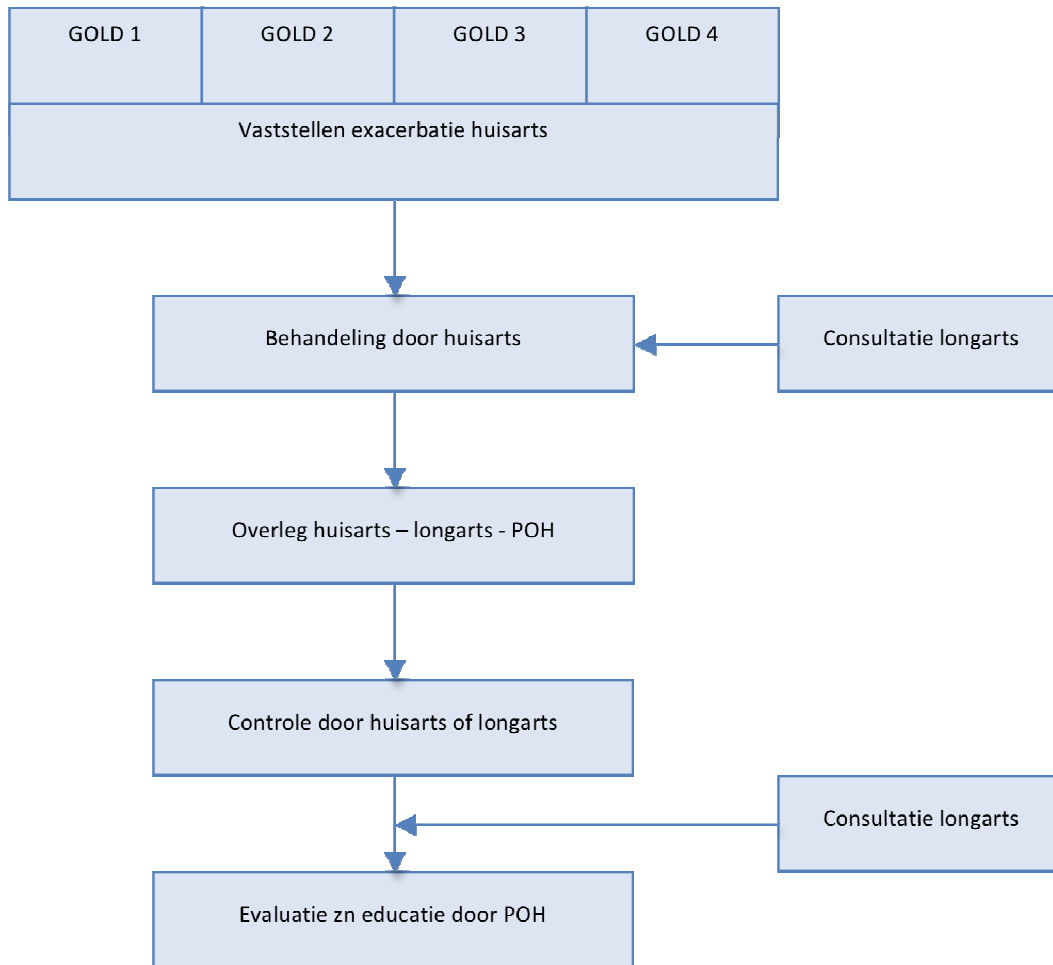 GOLD 1
GOLD 2
GOLD 3
GOLD 4
Vaststellen exacerbatie huisarts
Behandeling door huisarts
Consultatie longarts
Overleg huisarts – longarts - POH
Controle door huisarts of longarts
Consultatie longarts
Evaluatie zn educatie door POH